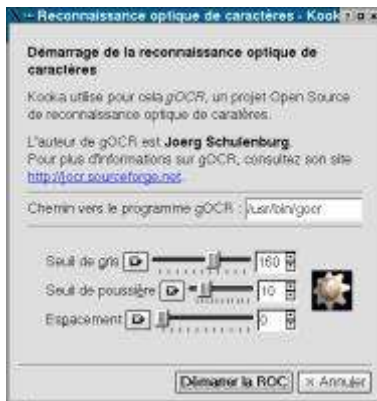 Reconnaissance optique de caractères - Kook
Démarrage de la reconnaissance optique de
caractères
Kooka utilise pour cela gOCR, un projet Open Source
de reconnaissance optique de caratères.
L'auteur de gOCR est Joerg Schulenburg.
Pour plus d'informations sur gOCR, consultez son site
http://jocr.sourceforge.net.
Chemin vers le programme gOCR : /usr/bin/gocr
Seuil de gris 160
Seuil de poussière 10
Espacement 0
Démarrer la ROC Annuler